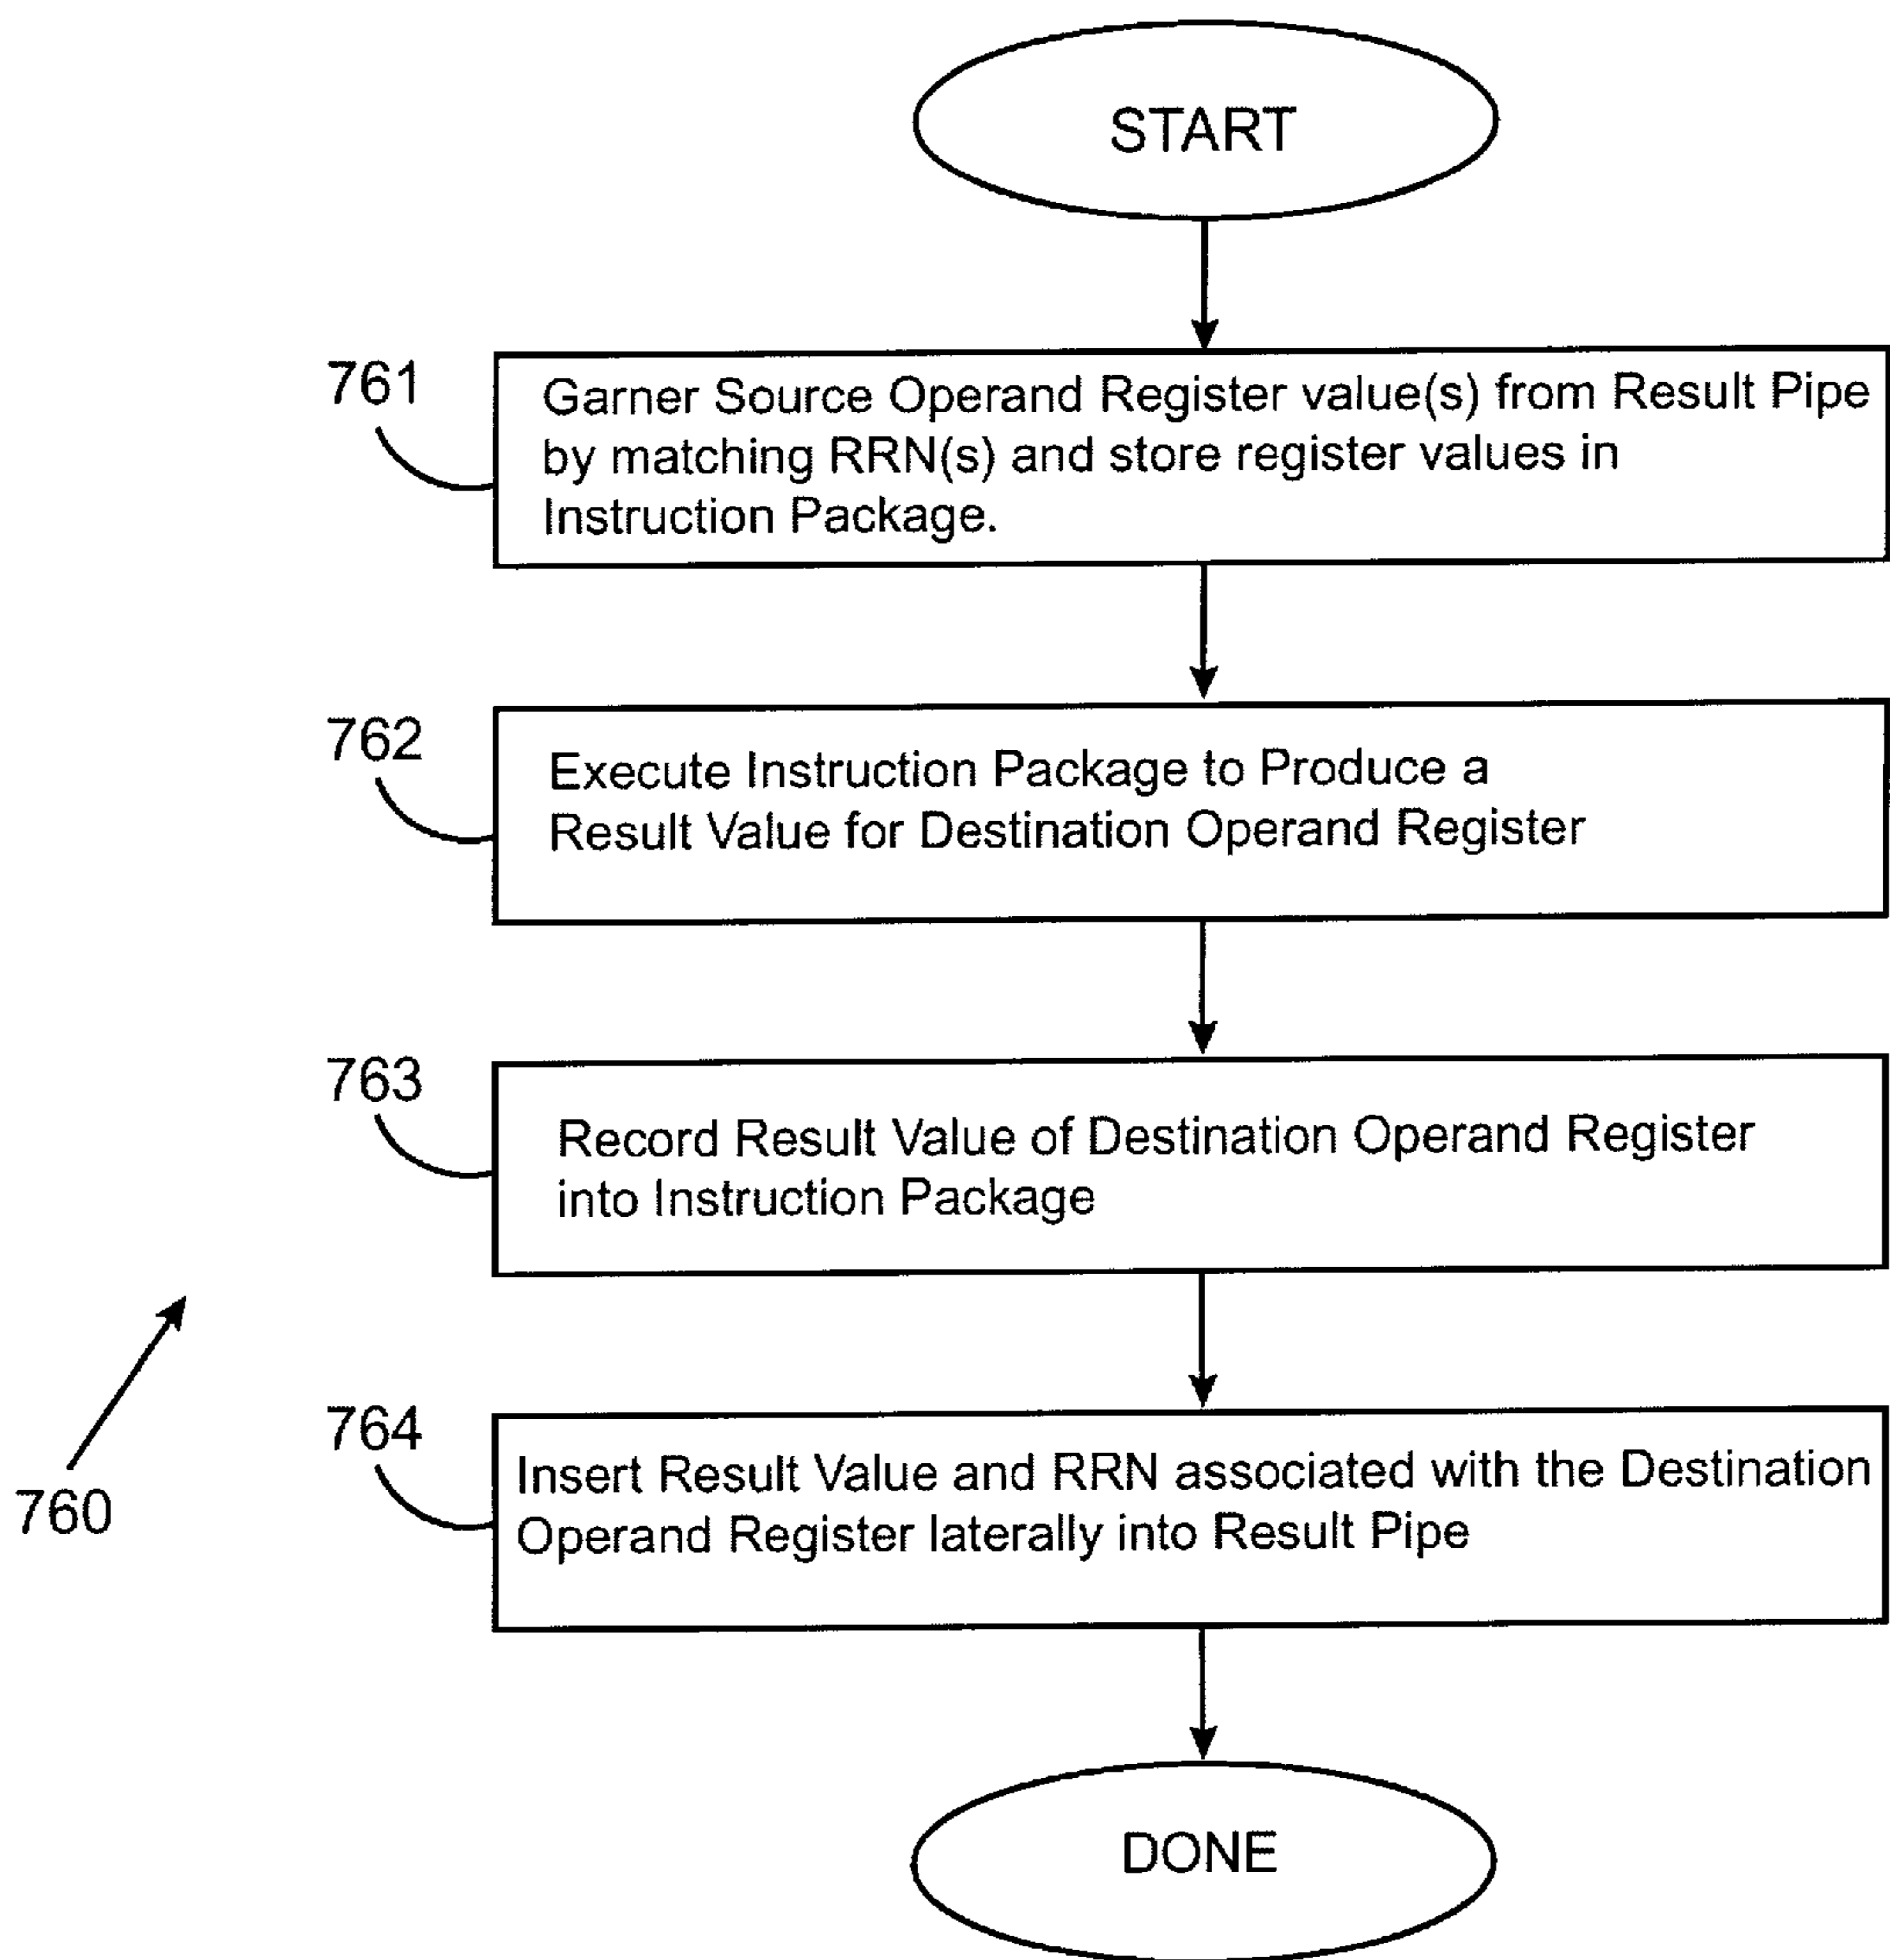 START
761
Garner Source Operand Register value(s) from Result Pipe
by matching RRN(s) and store register values in
Instruction Package.
762
Execute Instruction Package to Produce a
Result Value for Destination Operand Register
763
Record Result Value of Destination Operand Register
into Instruction Package
764
Insert Result Value and RRN associated with the Destination
Operand Register laterally into Result Pipe
760
DONE